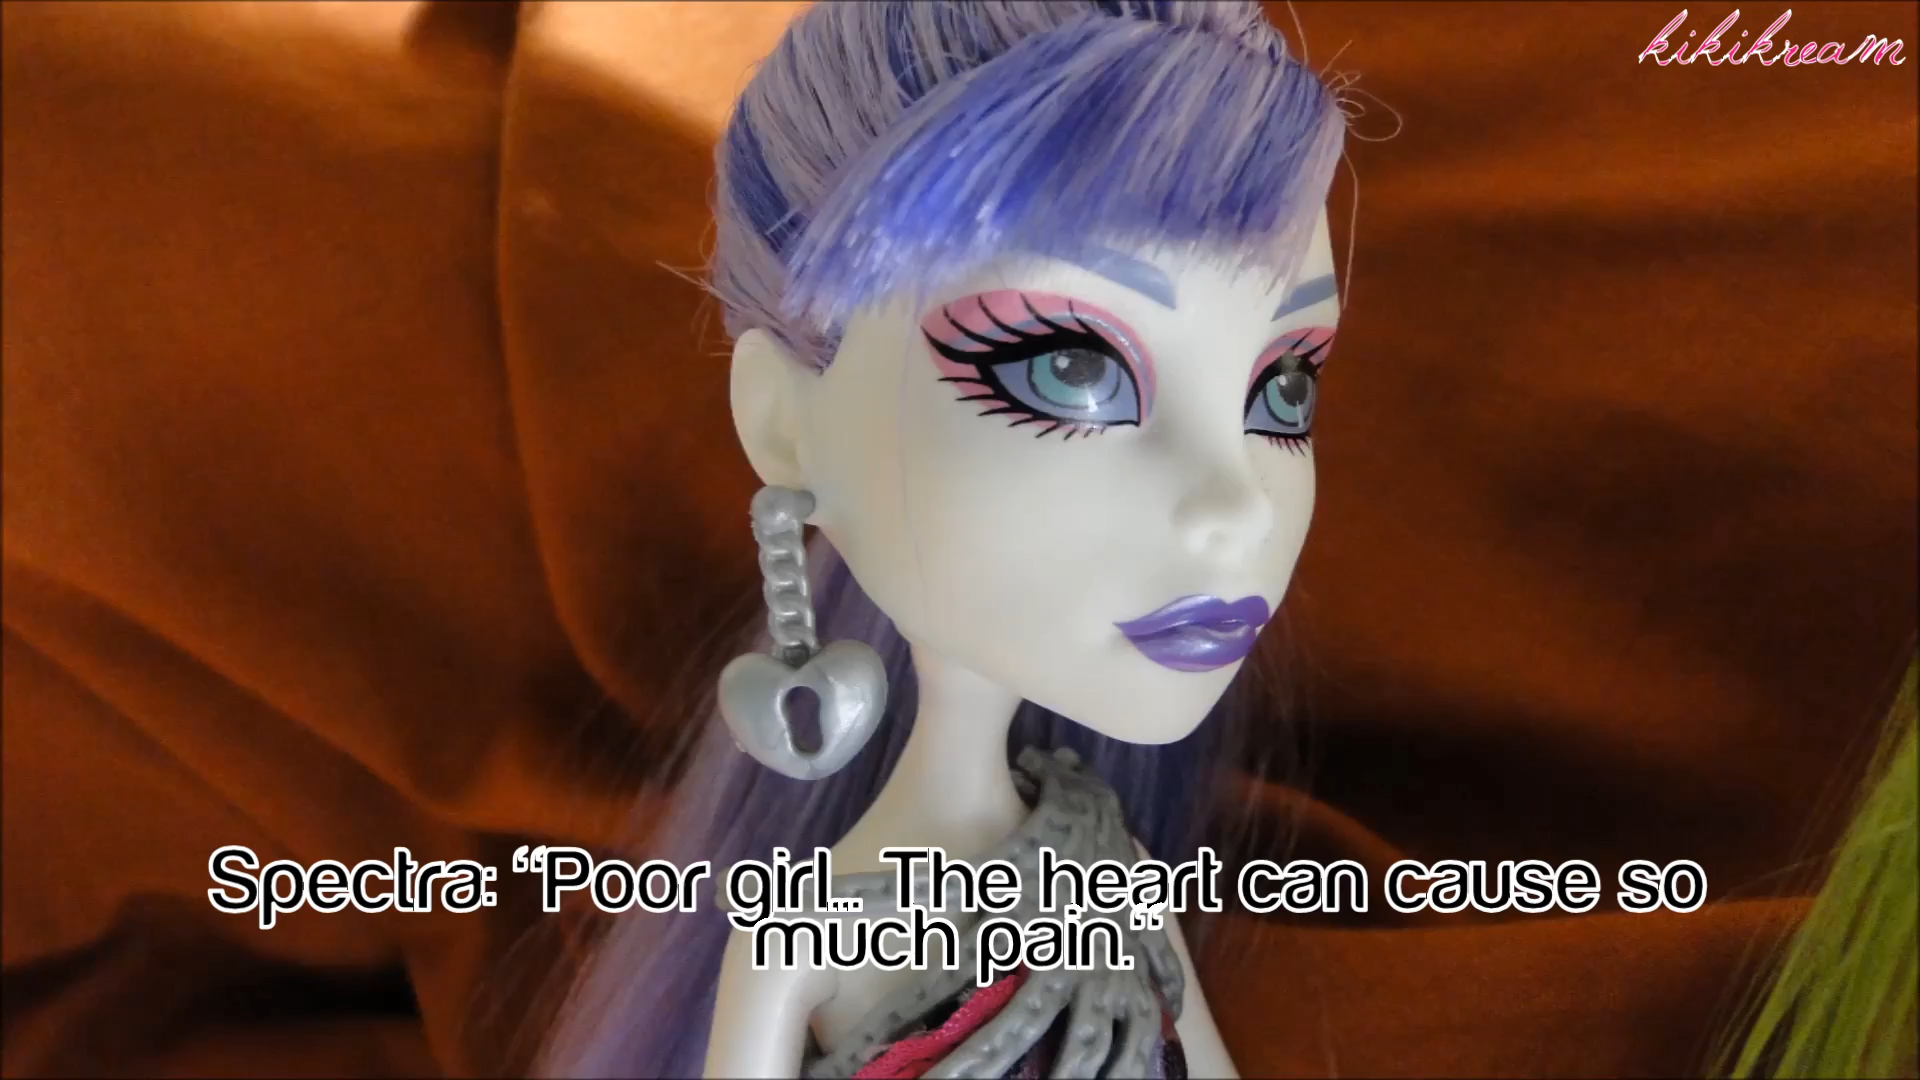 kikikream
Spectra: “Poor girl... The heart can cause so
much pain.“